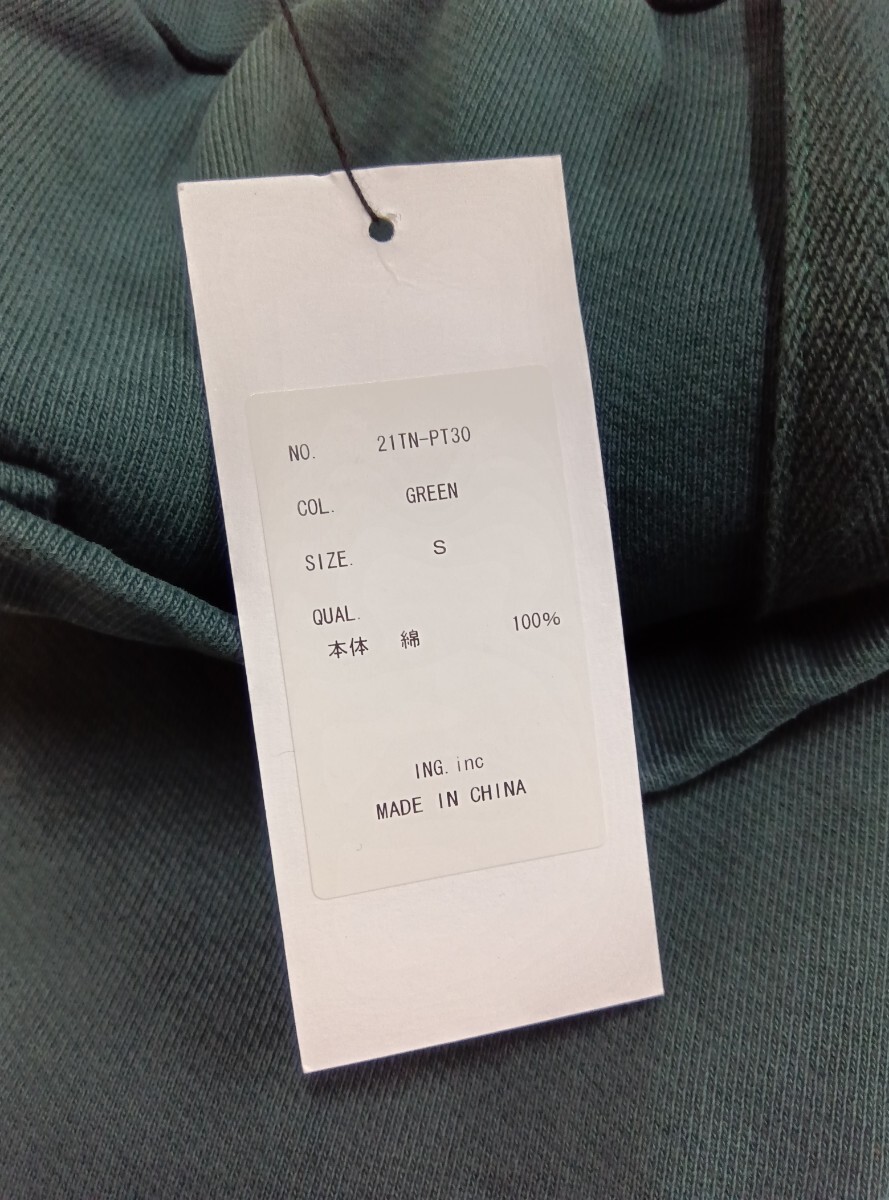 NO. 21TN-PT30
COL. GREEN
SIZE. S
QUAL.
本体 綿 100%
ING. inc
MADE IN CHINA